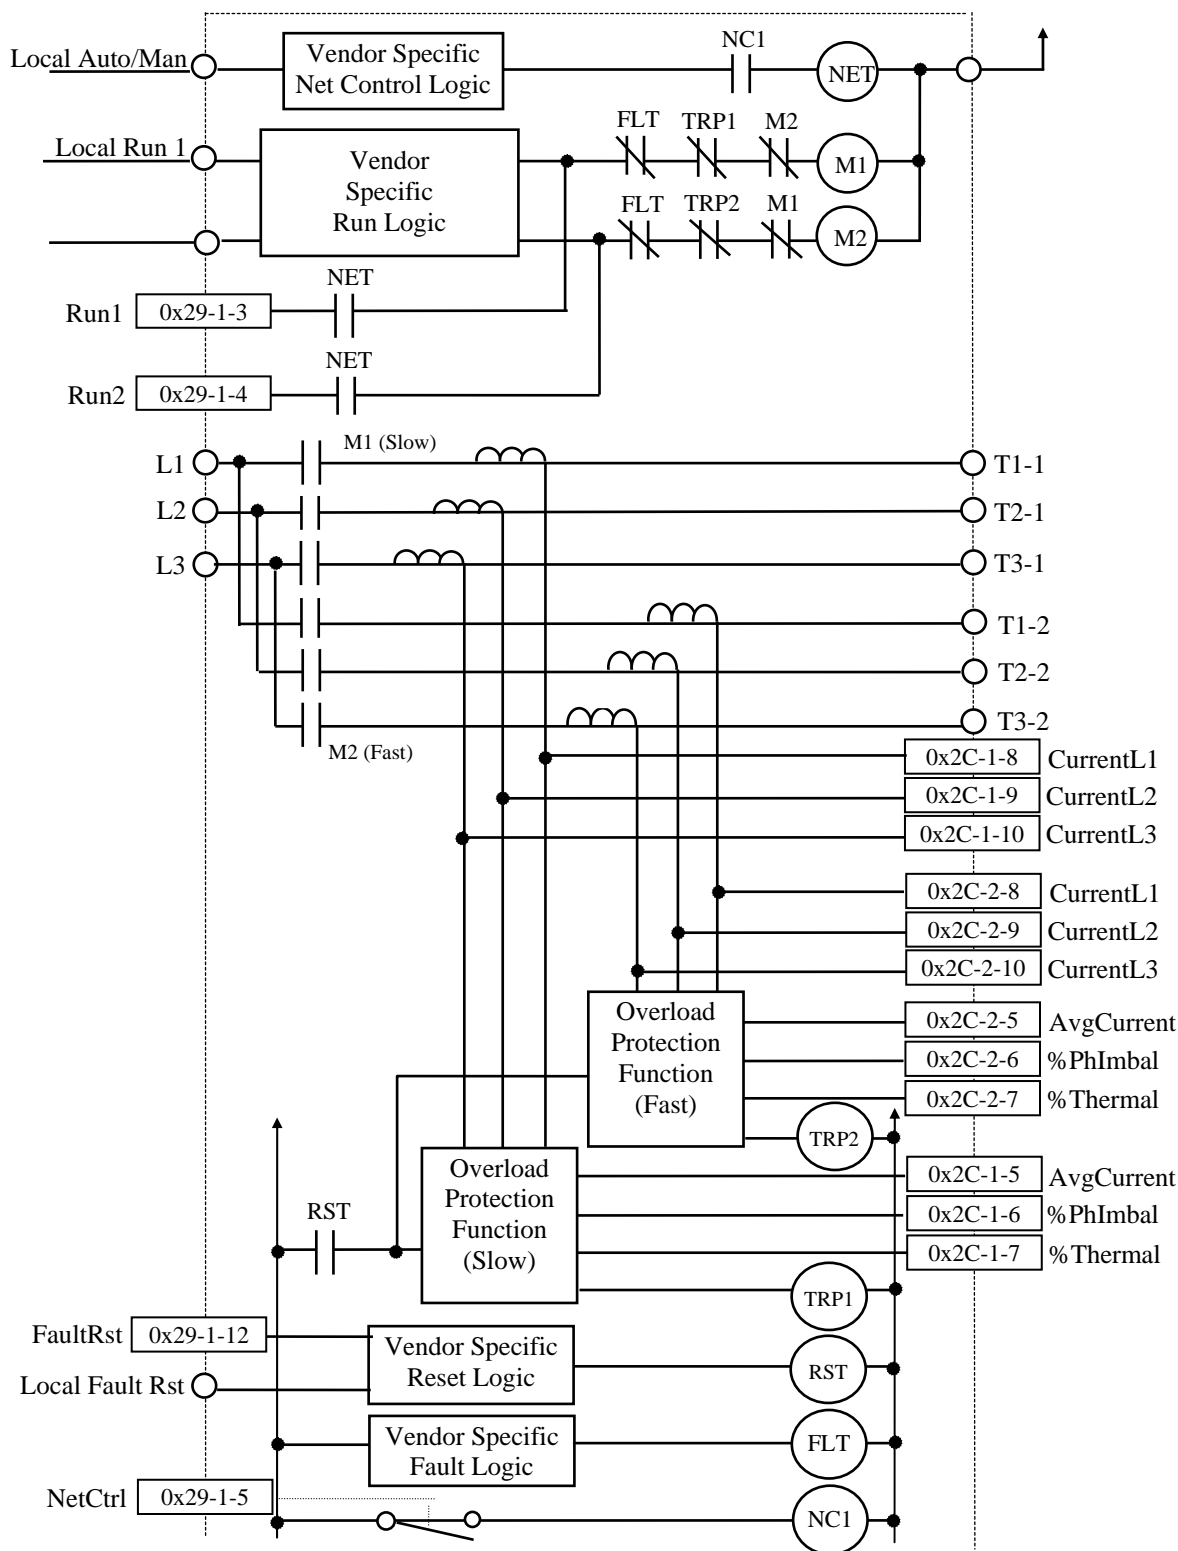 Local Auto/Man
Vendor Specific
Net Control Logic
NC1
NET
Local Run 1
Vendor
Specific
Run Logic
FLT
TRP1
M2
M1
FLT
TRP2
M1
M2
NET
Run1
0x29-1-3
NET
Run2
0x29-1-4
M1 (Slow)
L1
T1-1
L2
T2-1
L3
T3-1
T1-2
T2-2
T3-2
M2 (Fast)
0x2C-1-8
CurrentL1
0x2C-1-9
CurrentL2
0x2C-1-10
CurrentL3
0x2C-2-8
CurrentL1
0x2C-2-9
CurrentL2
0x2C-2-10
CurrentL3
Overload
Protection
Function
(Fast)
0x2C-2-5
AvgCurrent
0x2C-2-6
%PhImbal
0x2C-2-7
%Thermal
TRP2
Overload
Protection
Function
(Slow)
0x2C-1-5
AvgCurrent
0x2C-1-6
%PhImbal
0x2C-1-7
%Thermal
RST
TRP1
FaultRst
0x29-1-12
Vendor Specific
Reset Logic
RST
Local Fault Rst
Vendor Specific
Fault Logic
FLT
NetCtrl
0x29-1-5
NC1